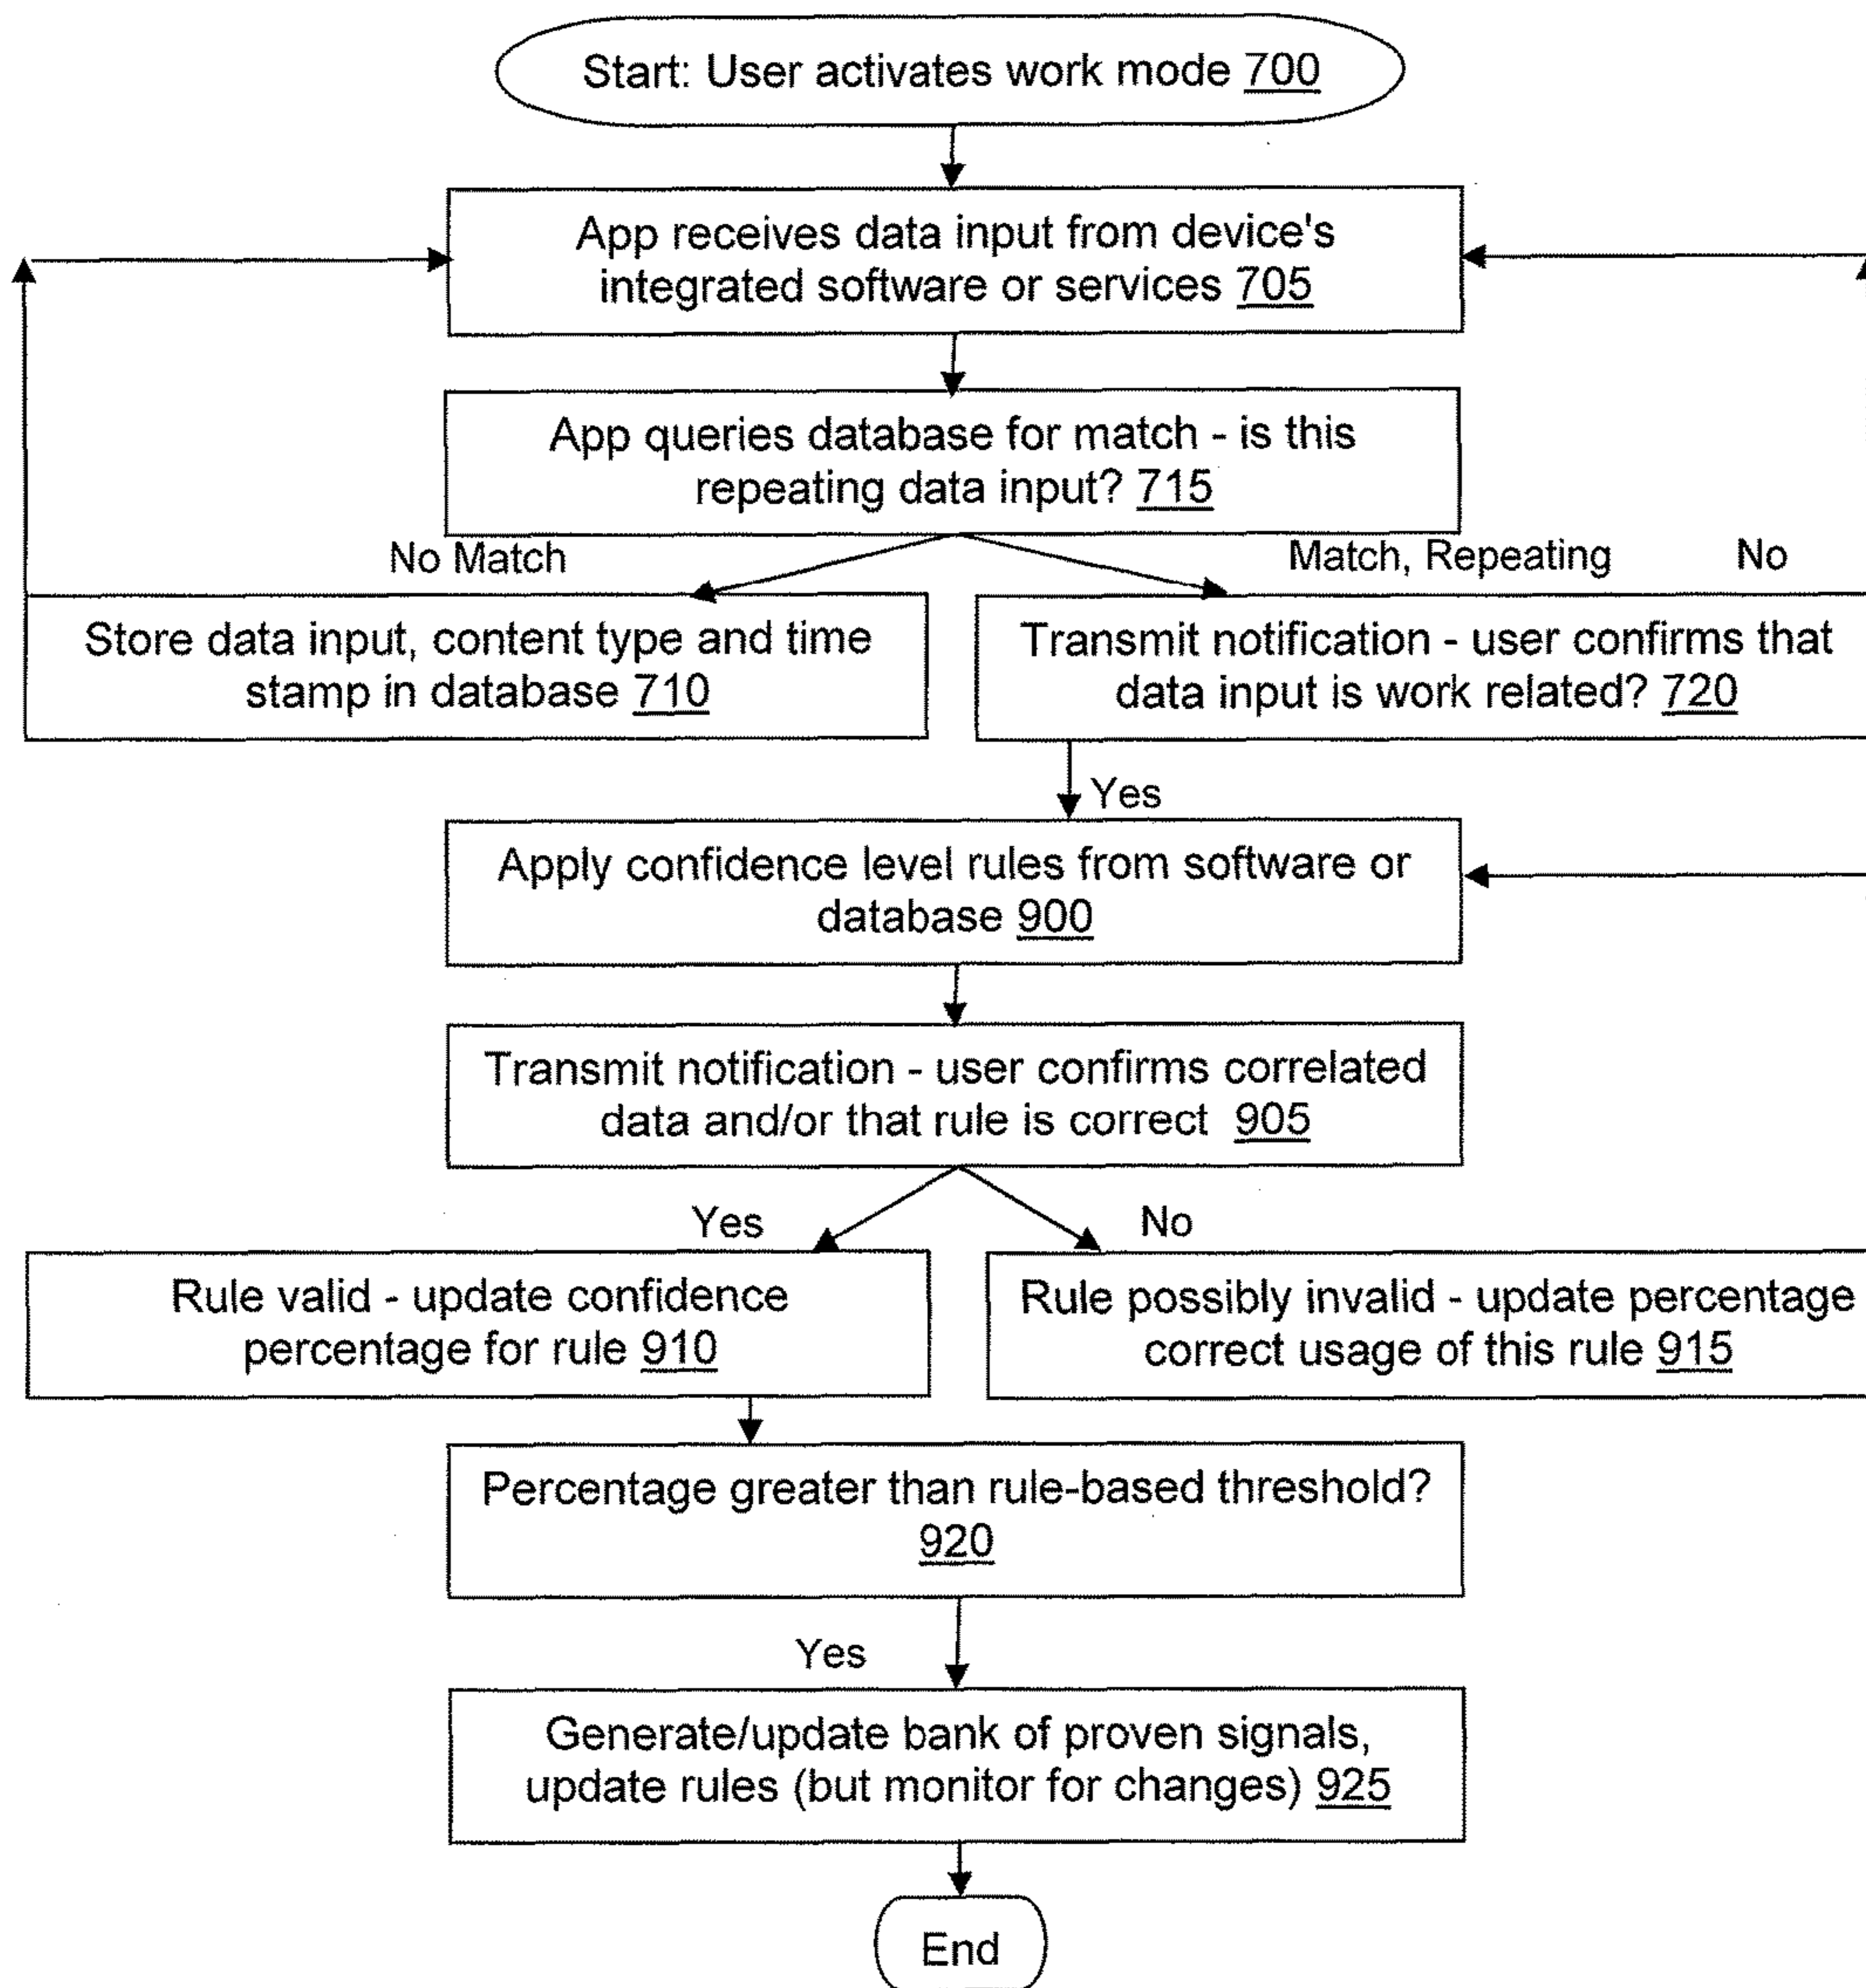 Start: User activates work mode 700
App receives data input from device's
integrated software or services 705
App queries database for match - is this
repeating data input? 715
No Match
Match, Repeating
No
Store data input, content type and time
stamp in database 710
Transmit notification - user confirms that
data input is work related? 720
Yes
Apply confidence level rules from software or
database 900
Transmit notification - user confirms correlated
data and/or that rule is correct 905
Yes
No
Rule valid - update confidence
percentage for rule 910
Rule possibly invalid - update percentage
correct usage of this rule 915
Percentage greater than rule-based threshold?
920
Yes
Generate/update bank of proven signals,
update rules (but monitor for changes) 925
End